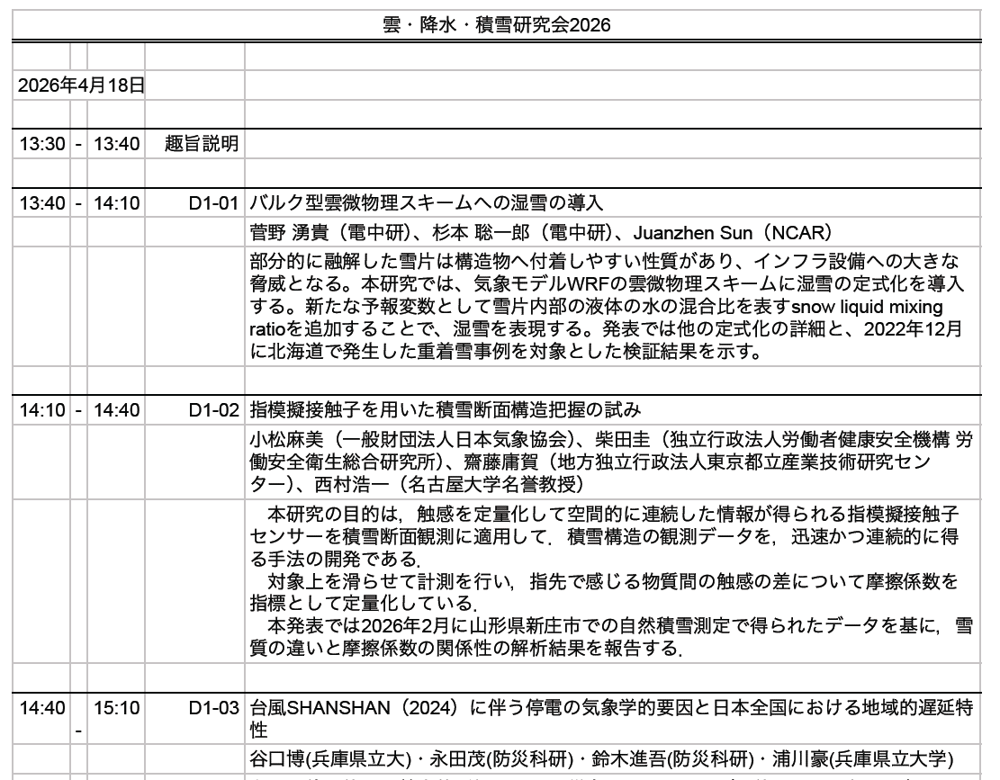 雲・降水・積雪研究会2026
2026年4月18日
13:30 - 13:40 趣旨説明
13:40 - 14:10 D1-01 バルク型雲微物理スキームへの湿雪の導入
菅野 湧貴（電中研）、杉本 聡一郎（電中研）、Juanzhen Sun（NCAR）
部分的に融解した雪片は構造物へ付着しやすい性質があり、インフラ設備への大きな
脅威となる。本研究では、気象モデルWRFの雲微物理スキームに湿雪の定式化を導入
する。新たな予報変数として雪片内部の液体の水の混合比を表すsnow liquid mixing
ratioを追加することで、湿雪を表現する。発表では他の定式化の詳細と、2022年12月
に北海道で発生した重着雪事例を対象とした検証結果を示す。
14:10 - 14:40 D1-02 指模擬接触子を用いた積雪断面構造把握の試み
小松麻美（一般財団法人日本気象協会）、柴田圭（独立行政法人労働者健康安全機構 労
働安全衛生総合研究所）、齋藤庸賀（地方独立行政法人東京都立産業技術研究セン
ター）、西村浩一（名古屋大学名誉教授）
　本研究の目的は，触感を定量化して空間的に連続した情報が得られる指模擬接触子
センサーを積雪断面観測に適用して．積雪構造の観測データを，迅速かつ連続的に得
る手法の開発である．
　対象上を滑らせて計測を行い，指先で感じる物質間の触感の差について摩擦係数を
指標として定量化している．
　本発表では2026年2月に山形県新庄市での自然積雪測定で得られたデータを基に，雪
質の違いと摩擦係数の関係性の解析結果を報告する．
14:40 - 15:10 D1-03 台風SHANSHAN（2024）に伴う停電の気象学的要因と日本全国における地域的遅延特
性
谷口博(兵庫県立大)・永田茂(防災科研)・鈴木進吾(防災科研)・浦川豪(兵庫県立大学)